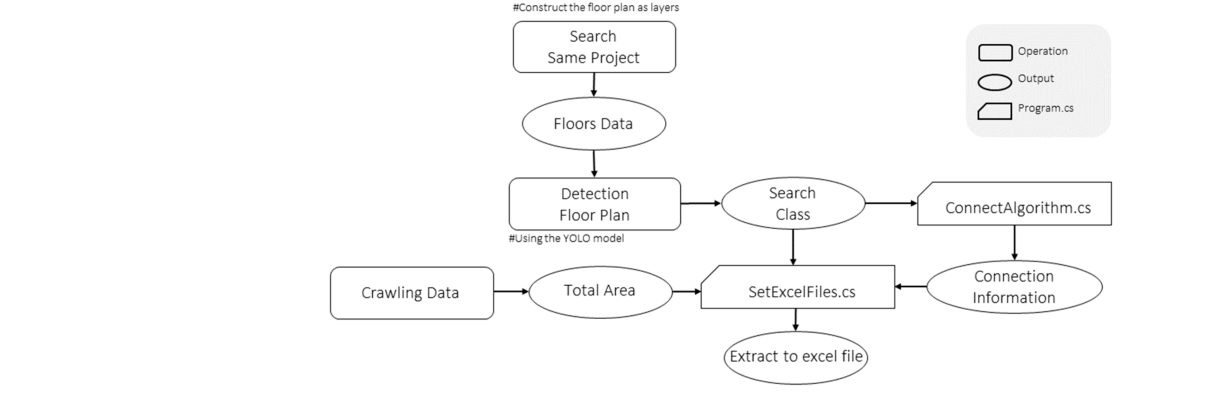 #Construct the floor plan as layers
Search
Same Project
Operation
Output
Program.cs
Floors Data
Detection
Floor Plan
#Using the YOLO model
Search
Class
ConnectAlgorithm.cs
Crawling Data
Total Area
SetExcelFiles.cs
Connection
Information
Extract to excel file